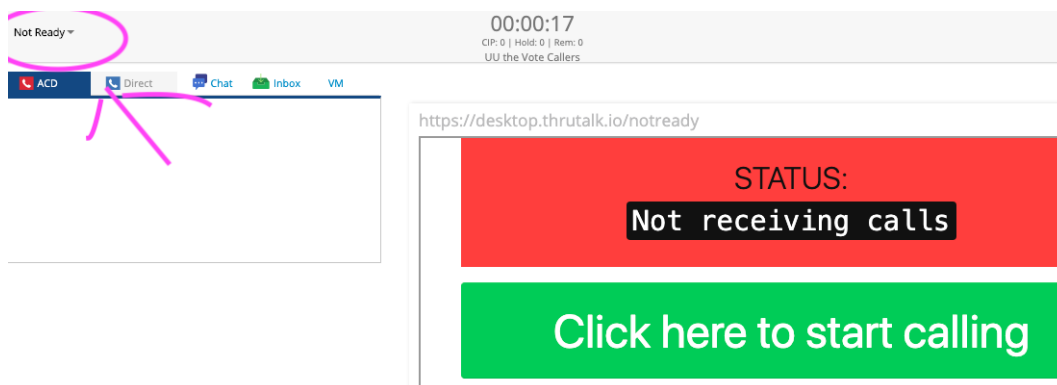 Not Ready
00:00:17
CIP: 0 | Hold: 0 | Rem: 0
UU the Vote Callers
ACD Direct Chat Inbox VM
https://desktop.thrutalk.io/notready
STATUS:
Not receiving calls
Click here to start calling